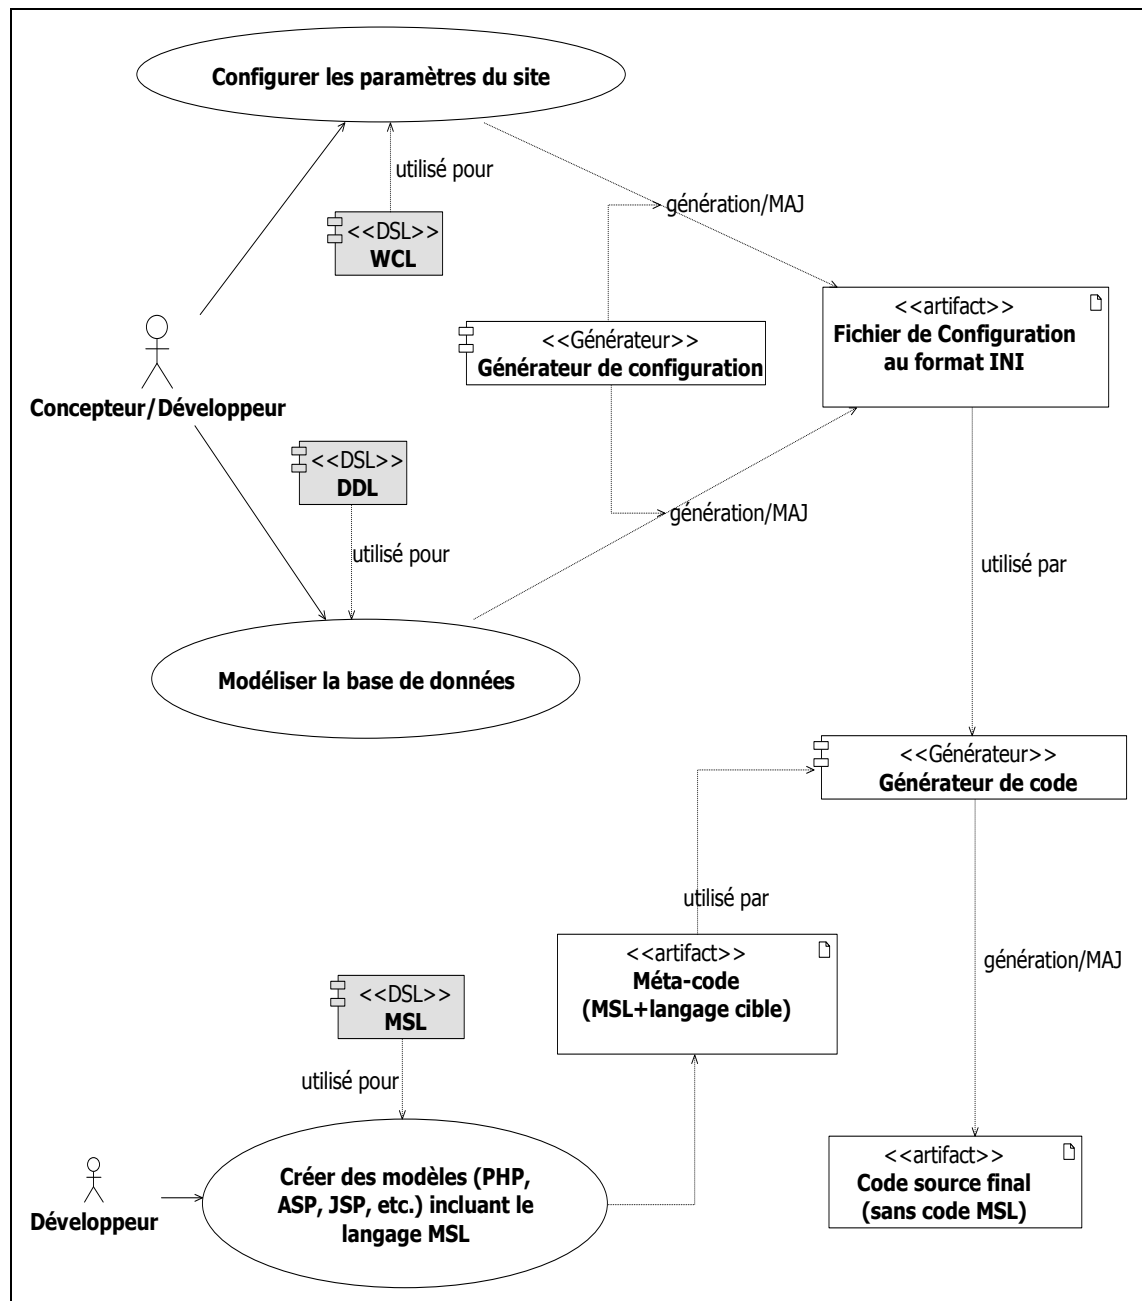 Configurer les paramètres du site
utilisé pour
<<DSL>>
WCL
génération/MAJ
<<artifact>>
Fichier de Configuration
au format INI
<<Générateur>>
Générateur de configuration
Concepteur/Développeur
<<DSL>>
DDL
génération/MAJ
utilisé pour
utilisé par
Modéliser la base de données
<<Générateur>>
Générateur de code
utilisé par
<<artifact>>
Méta-code
(MSL+langage cible)
génération/MAJ
<<DSL>>
MSL
utilisé pour
<<artifact>>
Code source final
(sans code MSL)
Créer des modèles (PHP,
ASP, JSP, etc.) incluant le
langage MSL
Développeur